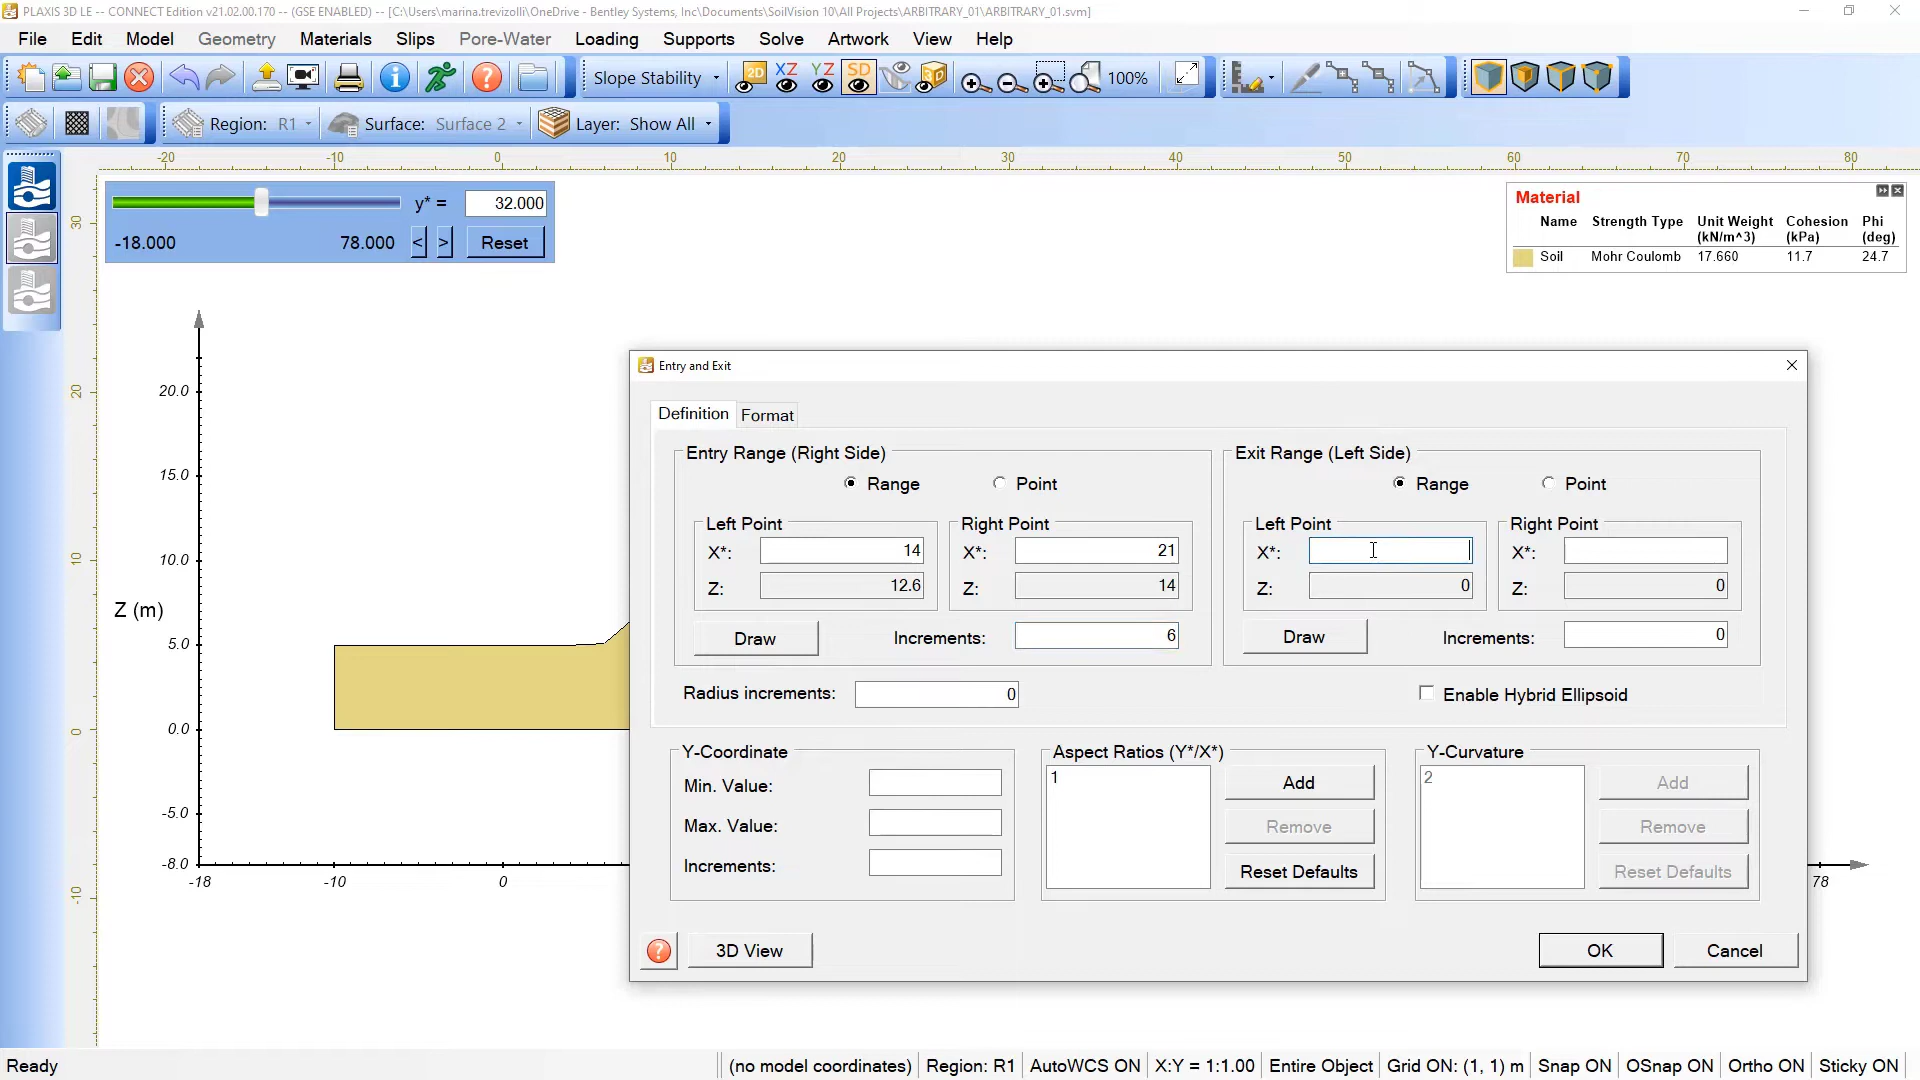 PLAXIS 3D LE -- CONNECT Edition v21.02.00.170 -- (GSE ENABLED) -- [C:\Users\marina.trevizolli\OneDrive - Bentley Systems, Inc\Documents\SoilVision 10\All Projects\ARBITRARY_01\ARBITRARY_01.svm]
File Edit Model Geometry Materials Slips Pore-Water Loading Supports Solve Artwork View Help
Slope Stability 2D XZ YZ SD 3D 100%
Region: R1 Surface: Surface 2 Layer: Show All
-20 -10 0 10 20 30 40 50 60 70 80
30 20 10 0 -10
y* = 32.000
-18.000 78.000 < > Reset
Material
Name Strength Type Unit Weight (kN/m^3) Cohesion (kPa) Phi (deg)
Soil Mohr Coulomb 17.660 11.7 24.7
20.0
15.0
10.0
Z (m)
5.0
0.0
-5.0
-8.0
-18 -10 0 78
Entry and Exit
Definition Format
Entry Range (Right Side)
Range Point
Left Point Right Point
X*: 14 X*: 21
Z: 12.6 Z: 14
Draw Increments: 6
Exit Range (Left Side)
Range Point
Left Point Right Point
X*: X*:
Z: 0 Z: 0
Draw Increments: 0
Radius increments: 0 Enable Hybrid Ellipsoid
Y-Coordinate
Min. Value:
Max. Value:
Increments:
Aspect Ratios (Y*/X*)
1
Add
Remove
Reset Defaults
Y-Curvature
2
Add
Remove
Reset Defaults
3D View OK Cancel
Ready (no model coordinates) Region: R1 AutoWCS ON X:Y = 1:1.00 Entire Object Grid ON: (1, 1) m Snap ON OSnap ON Ortho ON Sticky ON